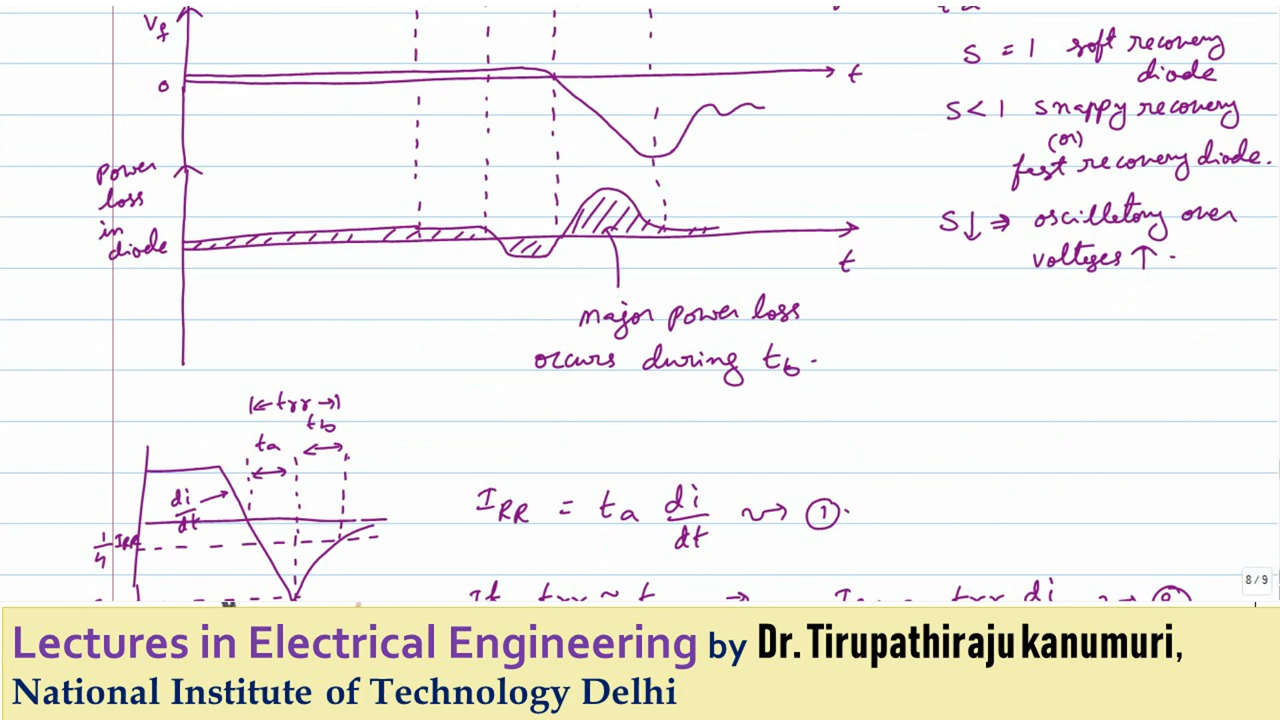 Vf
0
t
S = 1 soft recovery
diode
S < 1 snappy recovery
(or)
fast recovery diode.
S↓ ⇒ oscillatory over
voltages ↑.
power
loss
in
diode
t
major power loss
occurs during tb.
trr
tb
ta
di/dt
1/4 IRR
IRR = ta di/dt ⇝ ①.
8 / 9
Lectures in Electrical Engineering by Dr. Tirupathiraju kanumuri,
National Institute of Technology Delhi